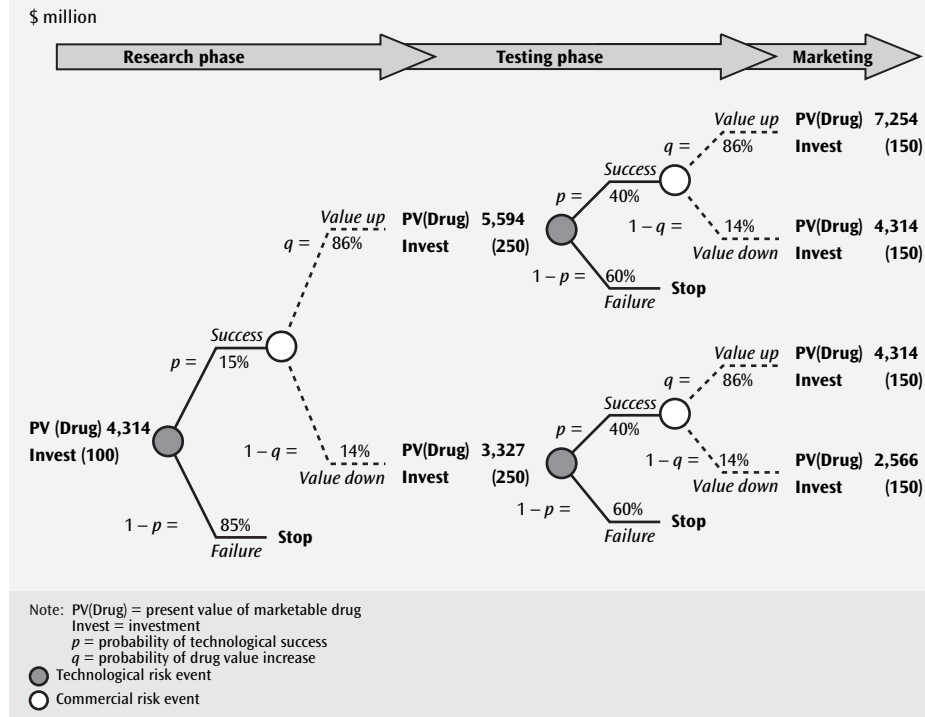 $ million
Research phase
Testing phase
Marketing
Value up
PV(Drug) 7,254
q =
86%
Invest (150)
Success
p =
40%
Value up
PV(Drug) 5,594
1 – q =
14%
PV(Drug) 4,314
q =
86%
Invest (250)
Value down
Invest (150)
1 – p =
60%
Stop
Failure
Success
p =
15%
Value up
PV(Drug) 4,314
q =
86%
Invest (150)
Success
p =
40%
PV (Drug) 4,314
Invest (100)
1 – q =
14%
PV(Drug) 3,327
1 – q =
14%
PV(Drug) 2,566
Value down
Invest (250)
Value down
Invest (150)
1 – p =
60%
Stop
Failure
1 – p =
85%
Stop
Failure
Note: PV(Drug) = present value of marketable drug
Invest = investment
p = probability of technological success
q = probability of drug value increase
Technological risk event
Commercial risk event